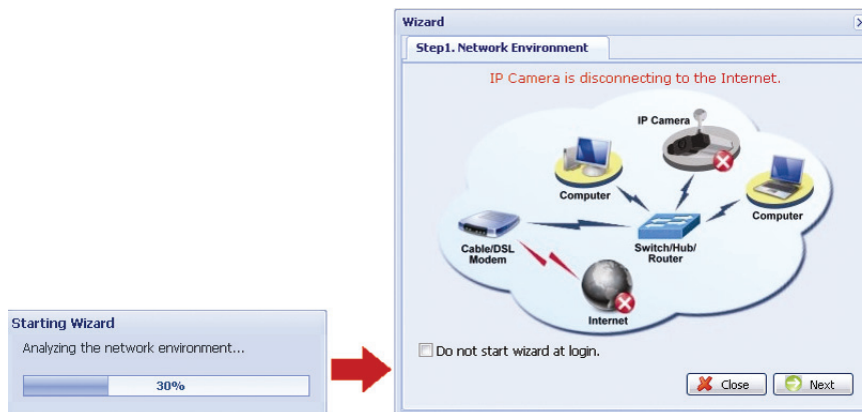 Starting Wizard
Analyzing the network environment...
30%
Wizard
Step1. Network Environment
IP Camera is disconnecting to the Internet.
IP Camera
Computer
Computer
Cable/DSL
Modem
Switch/Hub/
Router
Internet
Do not start wizard at login.
Close
Next